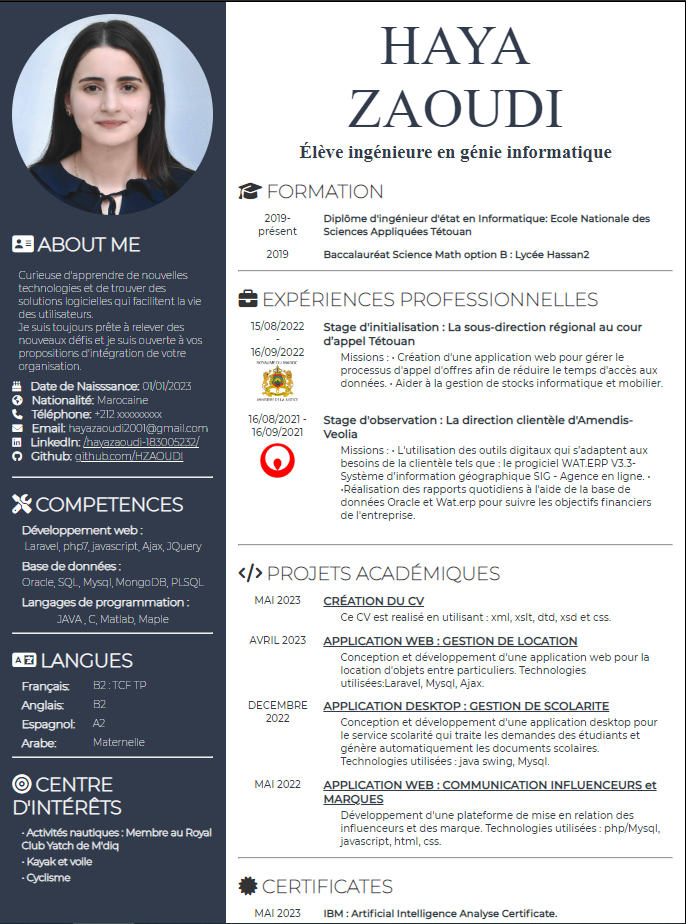 HAYA
ZAOUDI
Élève ingénieure en génie informatique
ABOUT ME
Curieuse d'apprendre de nouvelles
technologies et de trouver des
solutions logicielles qui facilitent la vie
des utilisateurs.
Je suis toujours prête à relever des
nouveaux défis et je suis ouverte à vos
propositions d'intégration de votre
organisation.
Date de Naisssance: 01/01/2023
Nationalité: Marocaine
Téléphone: +212 xxxxxxxxx
Email: hayazaoudi2001@gmail.com
LinkedIn: /hayazaoudi-183005232/
Github: github.com/HZAOUDI
COMPETENCES
Développement web :
Laravel, php7, javascript, Ajax, JQuery
Base de données :
Oracle, SQL, Mysql, MongoDB, PLSQL
Langages de programmation :
JAVA , C, Matlab, Maple
LANGUES
Français: B2 : TCF TP
Anglais: B2
Espagnol: A2
Arabe: Maternelle
CENTRE
D'INTÉRÊTS
• Activités nautiques : Membre au Royal
Club Yatch de M'diq
• Kayak et voile
• Cyclisme
FORMATION
2019-
présent
Diplôme d'ingénieur d'état en Informatique: Ecole Nationale des
Sciences Appliquées Tétouan
2019 Baccalauréat Science Math option B : Lycée Hassan2
EXPÉRIENCES PROFESSIONNELLES
15/08/2022
-
16/09/2022
ROYAUME DU MAROC
MINISTERE DE LA JUSTICE
Stage d'initialisation : La sous-direction régional au cour
d'appel Tétouan
Missions : • Création d'une application web pour gérer le
processus d'appel d'offres afin de réduire le temps d'accès aux
données. • Aider à la gestion de stocks informatique et mobilier.
16/08/2021 -
16/09/2021
Stage d'observation : La direction clientèle d'Amendis-
Veolia
Missions : • L'utilisation des outils digitaux qui s'adaptent aux
besoins de la clientèle tels que : le progiciel WAT.ERP V3.3-
Système d'information géographique SIG - Agence en ligne. •
•Réalisation des rapports quotidiens à l'aide de la base de
données Oracle et Wat.erp pour suivre les objectifs financiers
de l'entreprise.
PROJETS ACADÉMIQUES
MAI 2023 CRÉATION DU CV
Ce CV est realisé en utilisant : xml, xslt, dtd, xsd et css.
AVRIL 2023 APPLICATION WEB : GESTION DE LOCATION
Conception et développement d'une application web pour la
location d'objets entre particuliers. Technologies
utilisées:Laravel, Mysql, Ajax.
DECEMBRE
2022
APPLICATION DESKTOP : GESTION DE SCOLARITE
Conception et développement d'une application desktop pour
le service scolarité qui traite les demandes des étudiants et
génère automatiquement les documents scolaires.
Technologies utilisées : java swing, Mysql.
MAI 2022 APPLICATION WEB : COMMUNICATION INFLUENCEURS et
MARQUES
Développement d'une plateforme de mise en relation des
influenceurs et des marque. Technologies utilisées : php/Mysql,
javascript, html, css.
CERTIFICATES
MAI 2023 IBM : Artificial Intelligence Analyse Certificate.